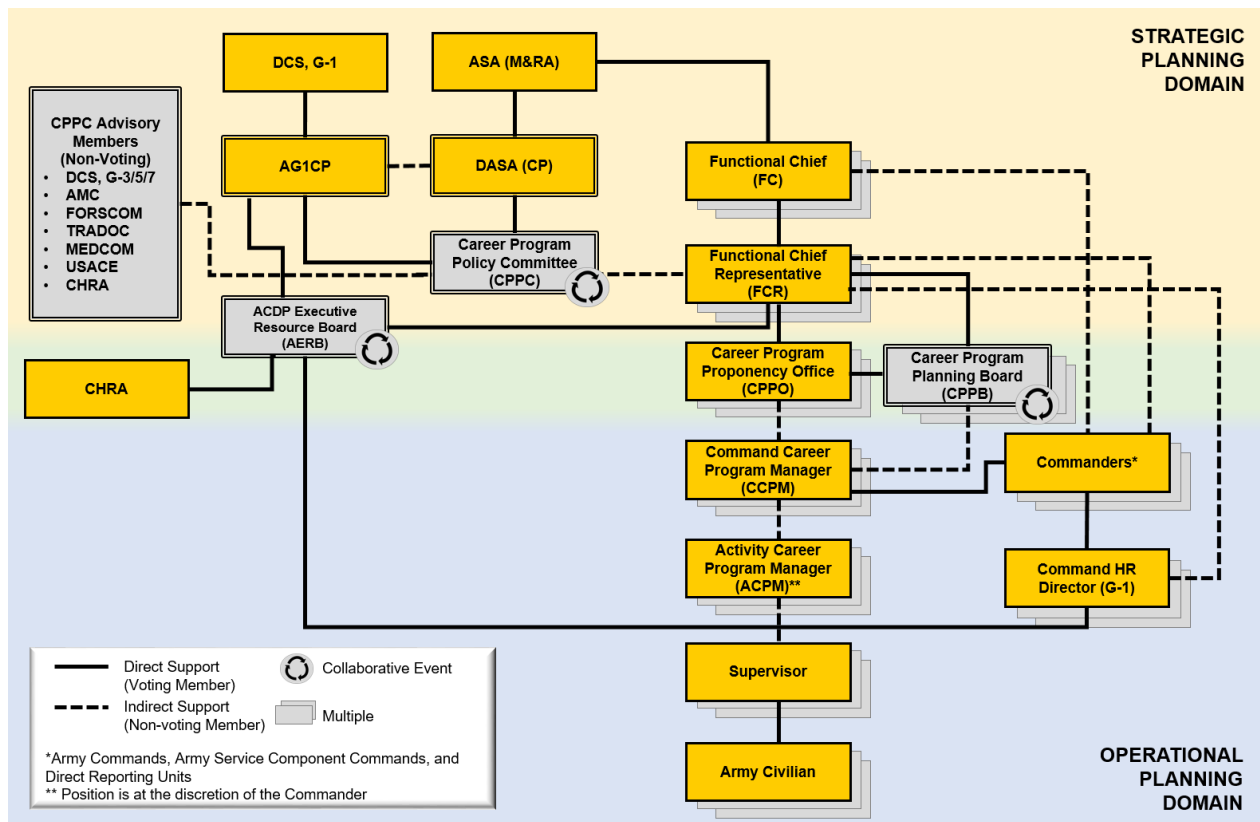 STRATEGIC
PLANNING
DOMAIN
DCS, G-1
ASA (M&RA)
CPPC Advisory
Members
(Non-Voting)
• DCS, G-3/5/7
• AMC
• FORSCOM
• TRADOC
• MEDCOM
• USACE
• CHRA
AG1CP
DASA (CP)
Functional Chief
(FC)
Career Program
Policy Committee
(CPPC)
Functional Chief
Representative
(FCR)
ACDP Executive
Resource Board
(AERB)
CHRA
Career Program
Proponency Office
(CPPO)
Career Program
Planning Board
(CPPB)
Command Career
Program Manager
(CCPM)
Commanders*
Activity Career
Program Manager
(ACPM)**
Command HR
Director (G-1)
Supervisor
Army Civilian
Direct Support
(Voting Member)
Collaborative Event
Indirect Support
(Non-voting Member)
Multiple
*Army Commands, Army Service Component Commands, and
Direct Reporting Units
** Position is at the discretion of the Commander
OPERATIONAL
PLANNING
DOMAIN